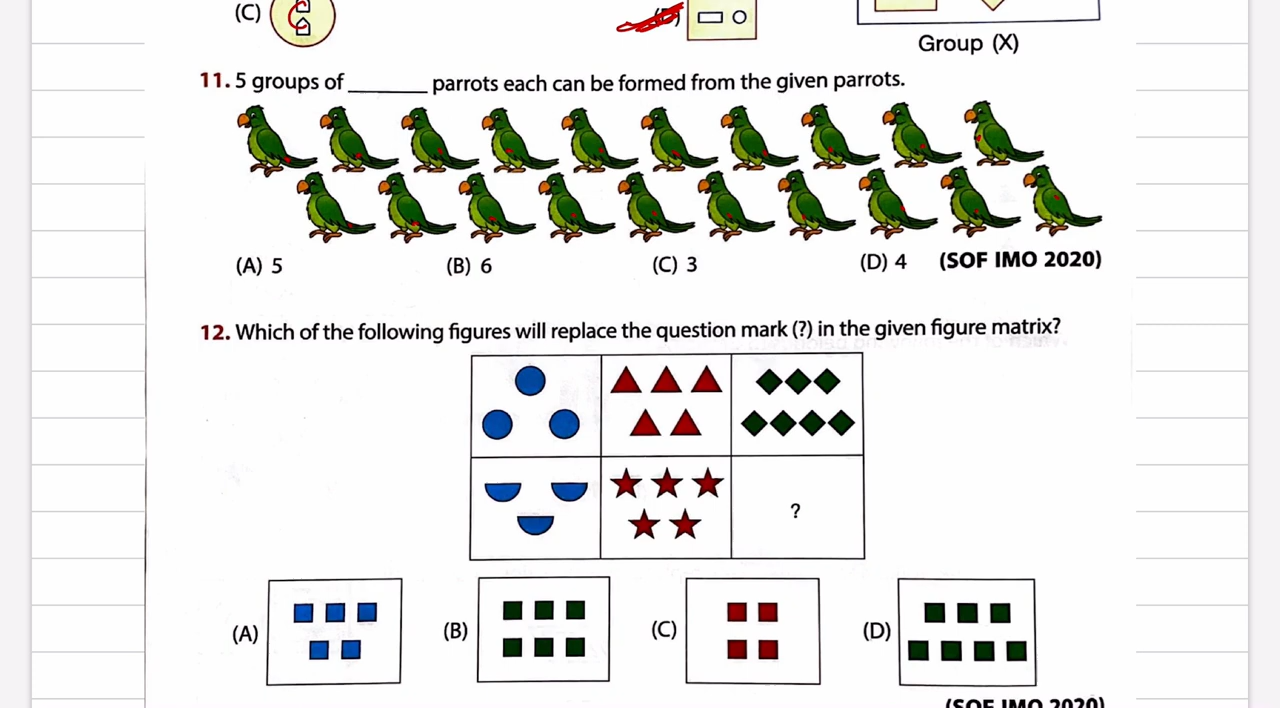 (C)
Group (X)
11. 5 groups of ________ parrots each can be formed from the given parrots.
(A) 5 (B) 6 (C) 3 (D) 4 (SOF IMO 2020)
12. Which of the following figures will replace the question mark (?) in the given figure matrix?
?
(A) (B) (C) (D)
(SOF IMO 2020)